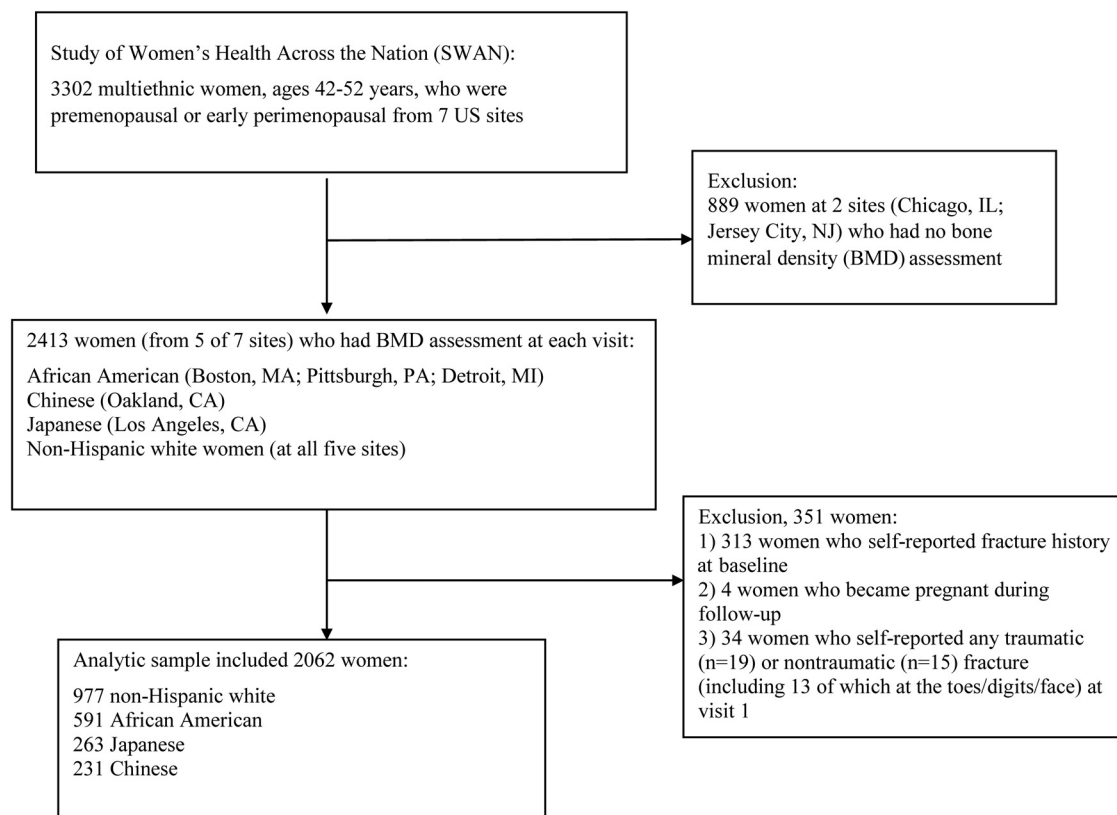 Study of Women’s Health Across the Nation (SWAN):
3302 multiethnic women, ages 42-52 years, who were
premenopausal or early perimenopausal from 7 US sites
Exclusion:
889 women at 2 sites (Chicago, IL;
Jersey City, NJ) who had no bone
mineral density (BMD) assessment
2413 women (from 5 of 7 sites) who had BMD assessment at each visit:
African American (Boston, MA; Pittsburgh, PA; Detroit, MI)
Chinese (Oakland, CA)
Japanese (Los Angeles, CA)
Non-Hispanic white women (at all five sites)
Exclusion, 351 women:
1) 313 women who self-reported fracture history
at baseline
2) 4 women who became pregnant during
follow-up
3) 34 women who self-reported any traumatic
(n=19) or nontraumatic (n=15) fracture
(including 13 of which at the toes/digits/face) at
visit 1
Analytic sample included 2062 women:
977 non-Hispanic white
591 African American
263 Japanese
231 Chinese